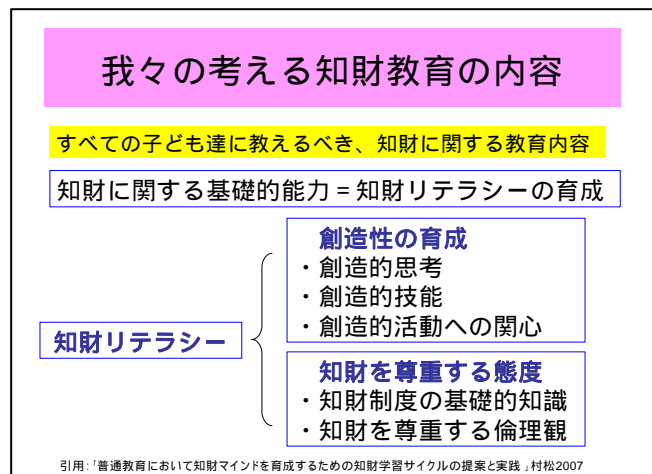 我々の考える知財教育の内容
すべての子ども達に教えるべき、知財に関する教育内容
知財に関する基礎的能力=知財リテラシーの育成
創造性の育成
・創造的思考
・創造的技能
・創造的活動への関心
知財リテラシー
知財を尊重する態度
・知財制度の基礎的知識
・知財を尊重する倫理観
引用:「普通教育において知財マインドを育成するための知財学習サイクルの提案と実践」村松2007